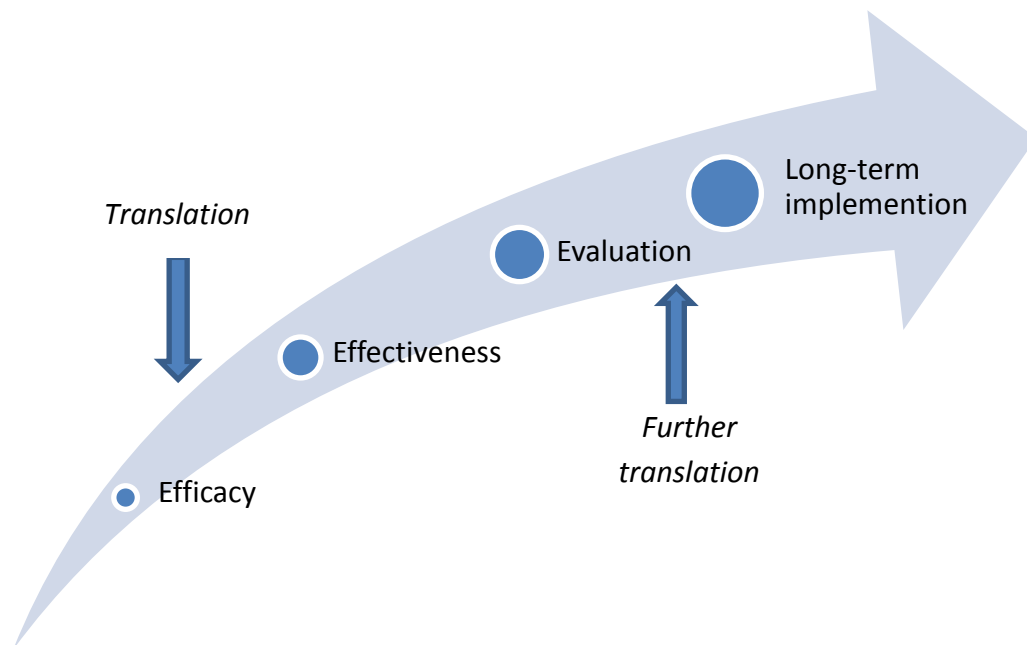 Long-term
implemention
Translation
Evaluation
Effectiveness
Further
translation
Efficacy